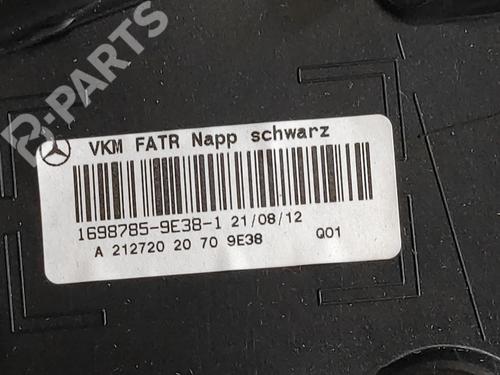 B-PARTS
VKM FATR Napp schwarz
1698785-9E38-1 21/08/12
A 212720 20 70 9E38 Q01